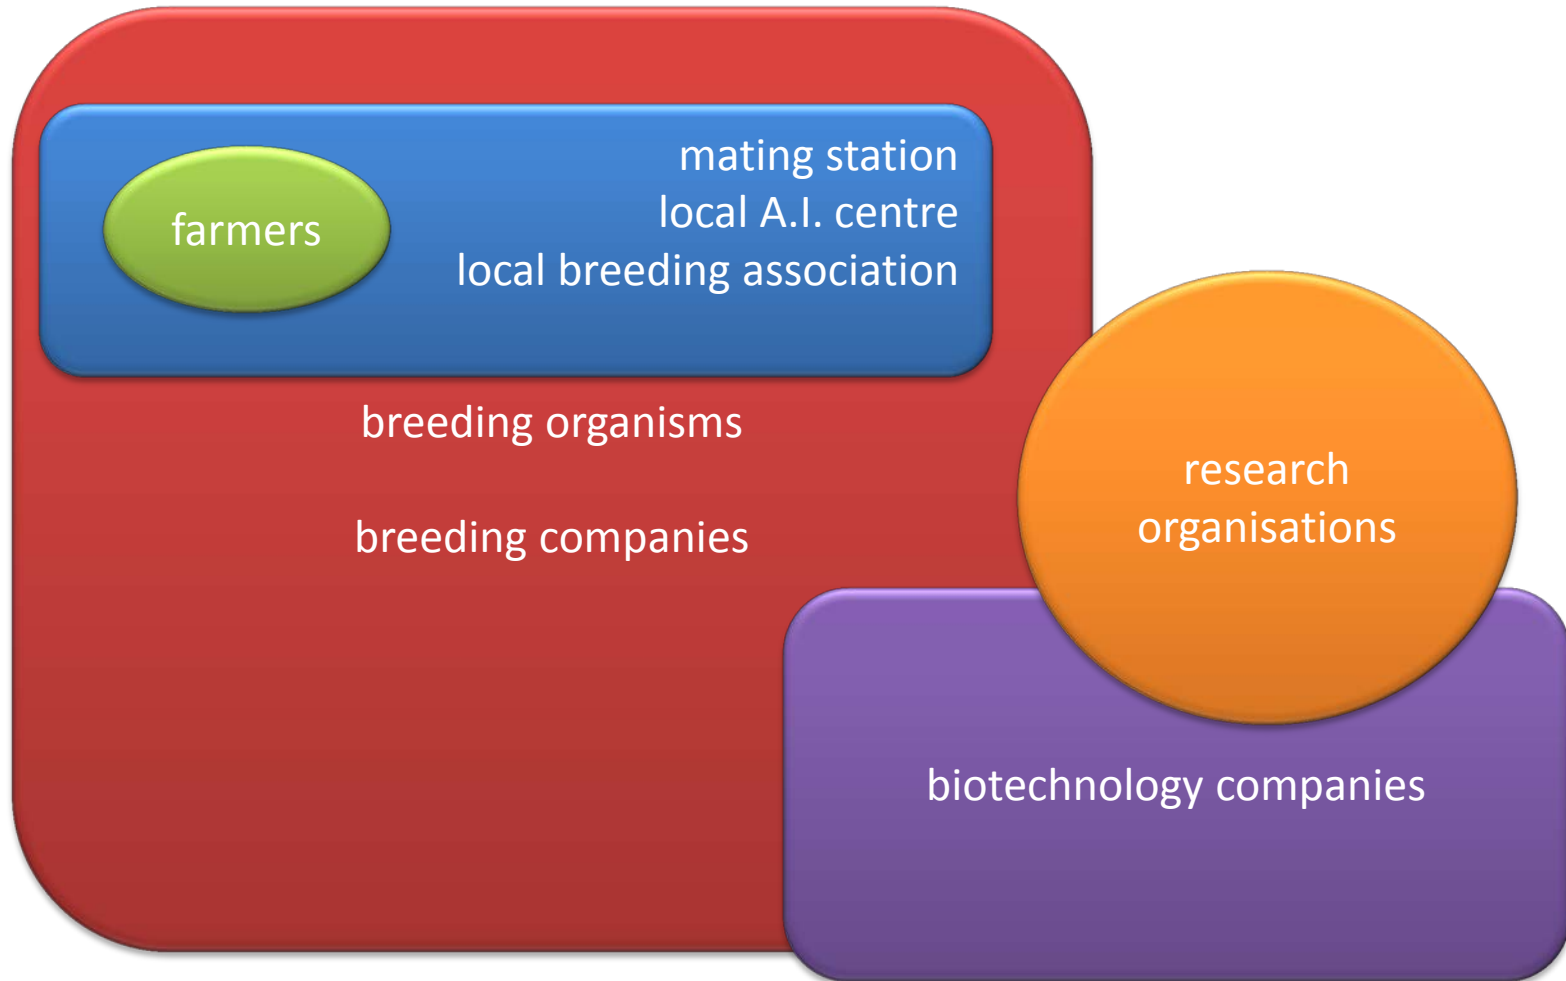 farmers
mating station
local A.I. centre
local breeding association
breeding organisms
breeding companies
research
organisations
biotechnology companies